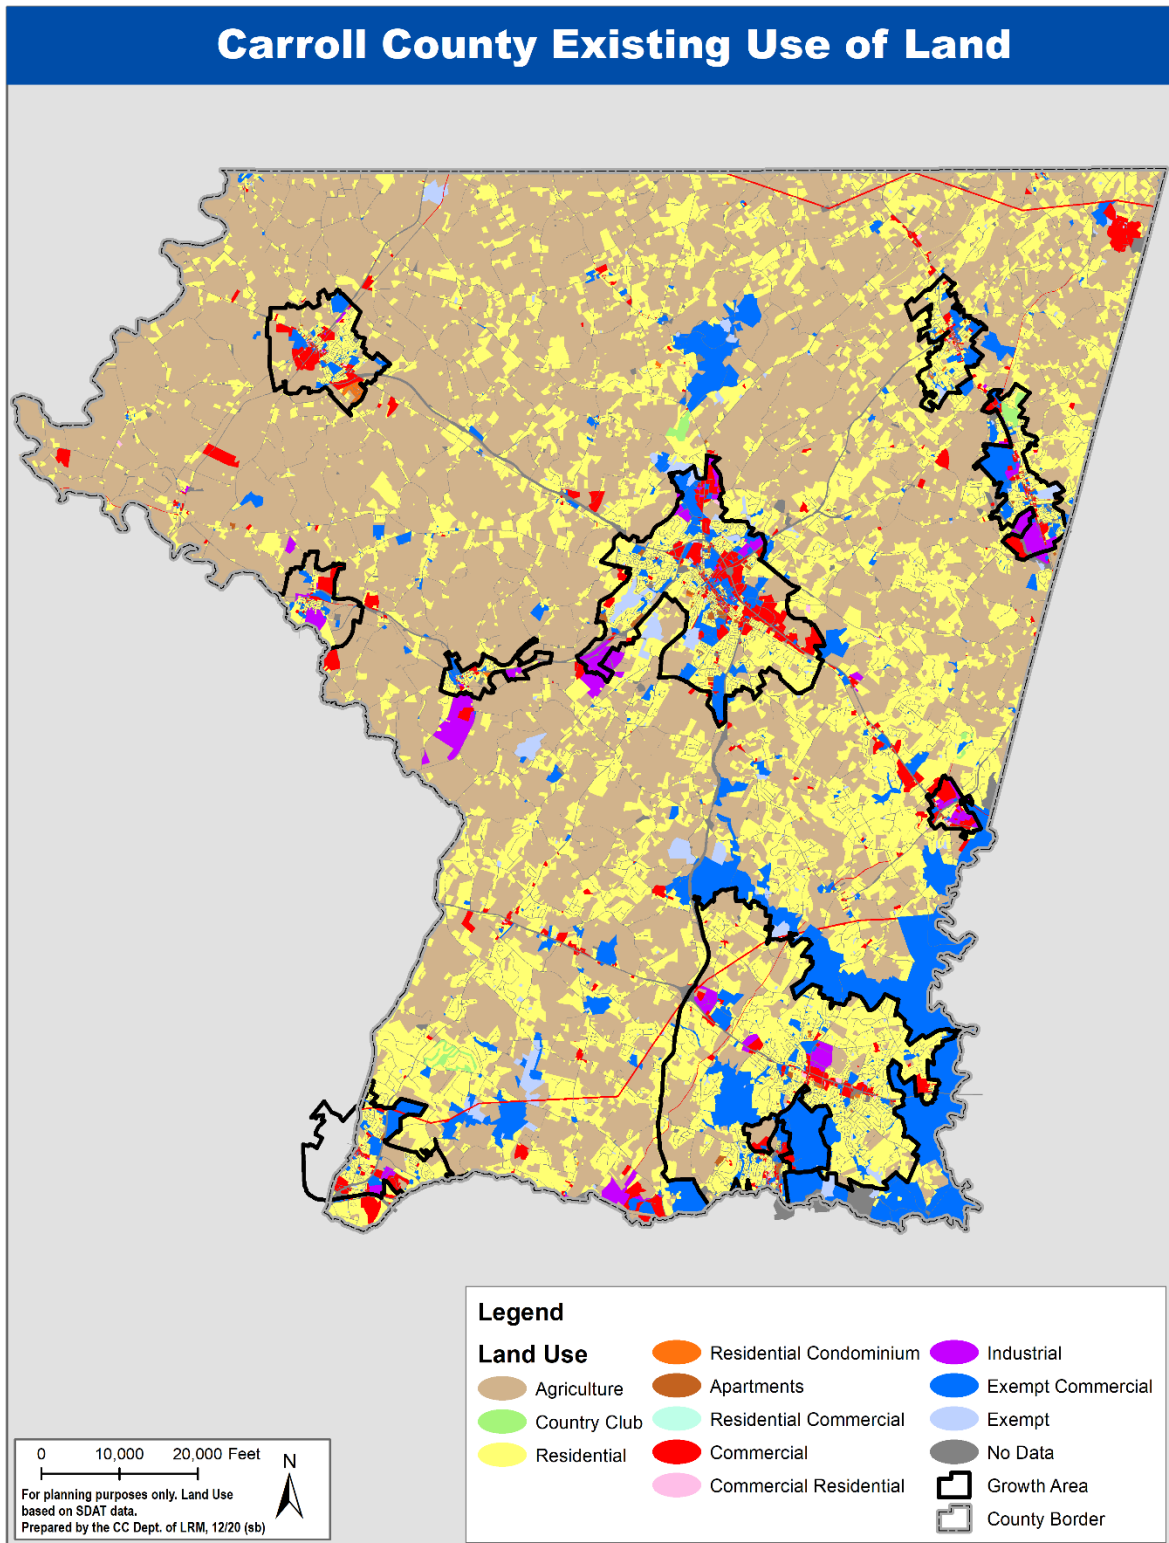 Carroll County Existing Use of Land
Legend
Land Use
Agriculture
Country Club
Residential
Residential Condominium
Apartments
Residential Commercial
Commercial
Commercial Residential
Industrial
Exempt Commercial
Exempt
No Data
Growth Area
County Border
0 10,000 20,000 Feet
N
For planning purposes only. Land Use
based on SDAT data.
Prepared by the CC Dept. of LRM, 12/20 (sb)